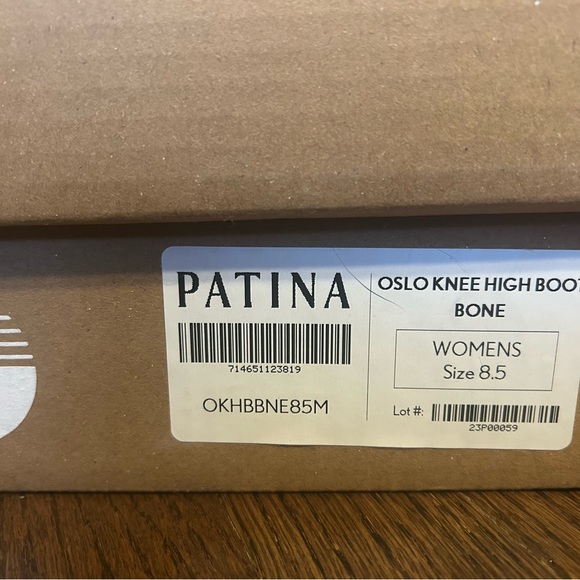 PATINA
714651123819
OKHBBNE85M
OSLO KNEE HIGH BOOT
BONE
WOMENS
Size 8.5
Lot #:
23P00059